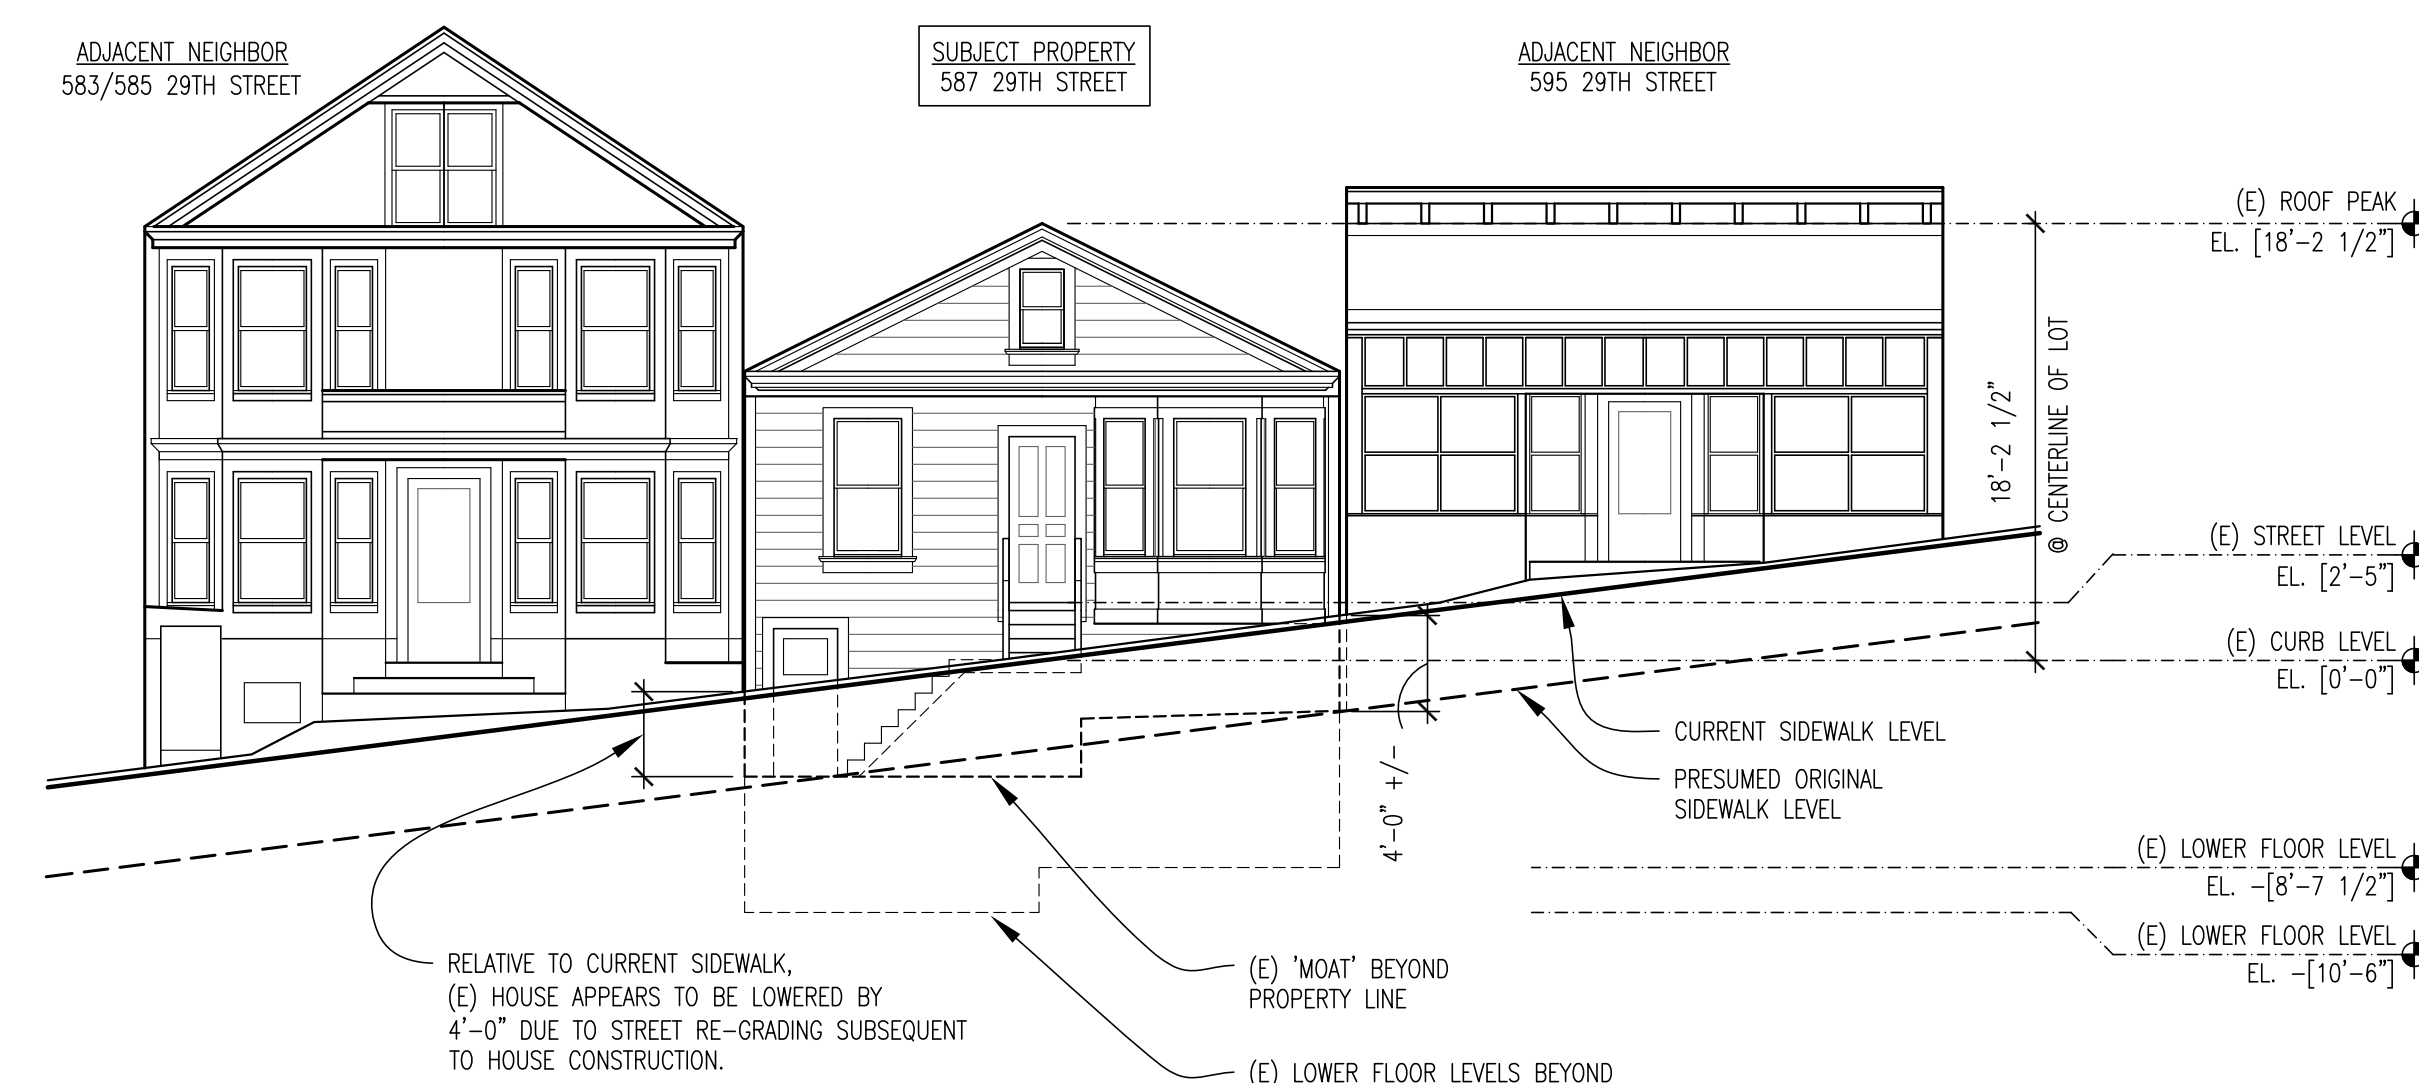 ADJACENT NEIGHBOR
583/585 29TH STREET
SUBJECT PROPERTY
587 29TH STREET
ADJACENT NEIGHBOR
595 29TH STREET
(E) ROOF PEAK
EL. [18'-2 1/2"]
18'-2 1/2"
@ CENTERLINE OF LOT
(E) STREET LEVEL
EL. [2'-5"]
(E) CURB LEVEL
EL. [0'-0"]
CURRENT SIDEWALK LEVEL
PRESUMED ORIGINAL
SIDEWALK LEVEL
4'-0" +/-
(E) LOWER FLOOR LEVEL
EL. -[8'-7 1/2"]
(E) LOWER FLOOR LEVEL
EL. -[10'-6"]
RELATIVE TO CURRENT SIDEWALK,
(E) HOUSE APPEARS TO BE LOWERED BY
4'-0" DUE TO STREET RE-GRADING SUBSEQUENT
TO HOUSE CONSTRUCTION.
(E) 'MOAT' BEYOND
PROPERTY LINE
(E) LOWER FLOOR LEVELS BEYOND